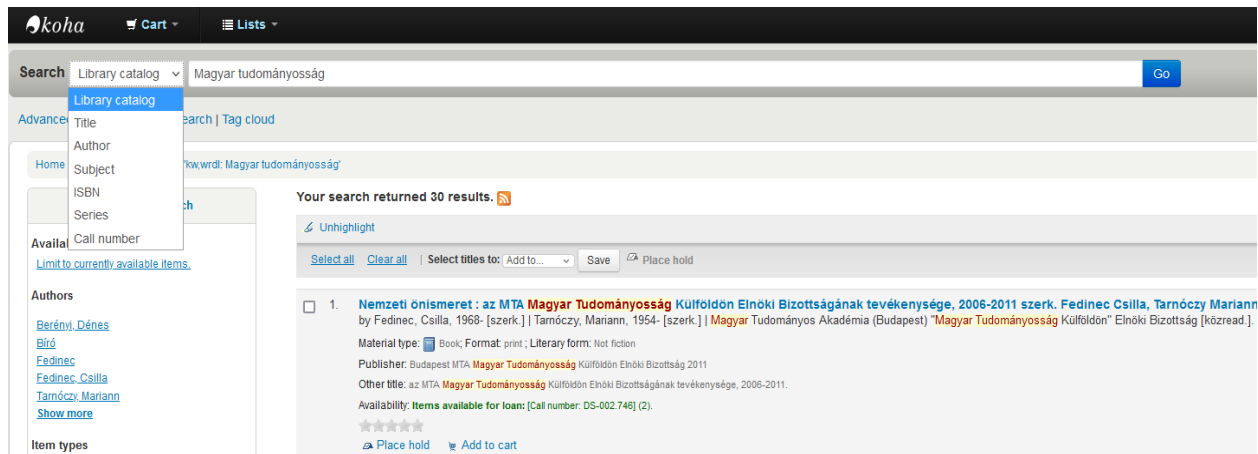 koha Cart Lists
Search Library catalog Magyar tudományosság Go
Library catalog
Title
Author
Subject
ISBN
Series
Call number
Advance earch | Tag cloud
Home 'kw,wrdl: Magyar tudományosság'
ch
Your search returned 30 results.
Unhighlight
Availa
Limit to currently available items.
Select all Clear all | Select titles to: Add to... Save Place hold
Authors
Berényi, Dénes
Bíró
Fedinec
Fedinec, Csilla
Tarnóczy, Mariann
Show more
Item types
1. Nemzeti önismeret : az MTA Magyar Tudományosság Külföldön Elnöki Bizottságának tevékenysége, 2006-2011 szerk. Fedinec Csilla, Tarnóczy Mariann
by Fedinec, Csilla, 1968- [szerk.] | Tarnóczy, Mariann, 1954- [szerk.] | Magyar Tudományos Akadémia (Budapest) "Magyar Tudományosság Külföldön" Elnöki Bizottság [közread.].
Material type: Book; Format: print ; Literary form: Not fiction
Publisher: Budapest MTA Magyar Tudományosság Külföldön Elnöki Bizottság 2011
Other title: az MTA Magyar Tudományosság Külföldön Elnöki Bizottságának tevékenysége, 2006-2011.
Availability: Items available for loan: [Call number: DS-002.746] (2).
Place hold Add to cart